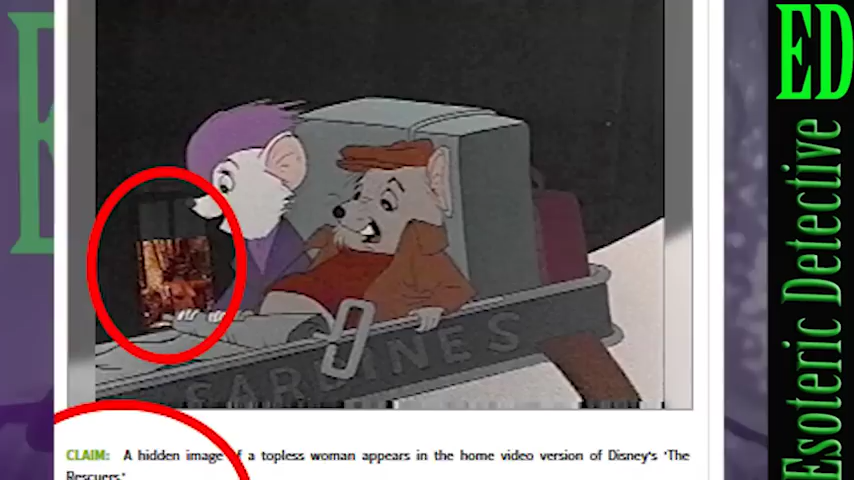 ED
Esoteric Detective
SARDINES
CLAIM: A hidden image of a topless woman appears in the home video version of Disney's 'The
Rescuers'